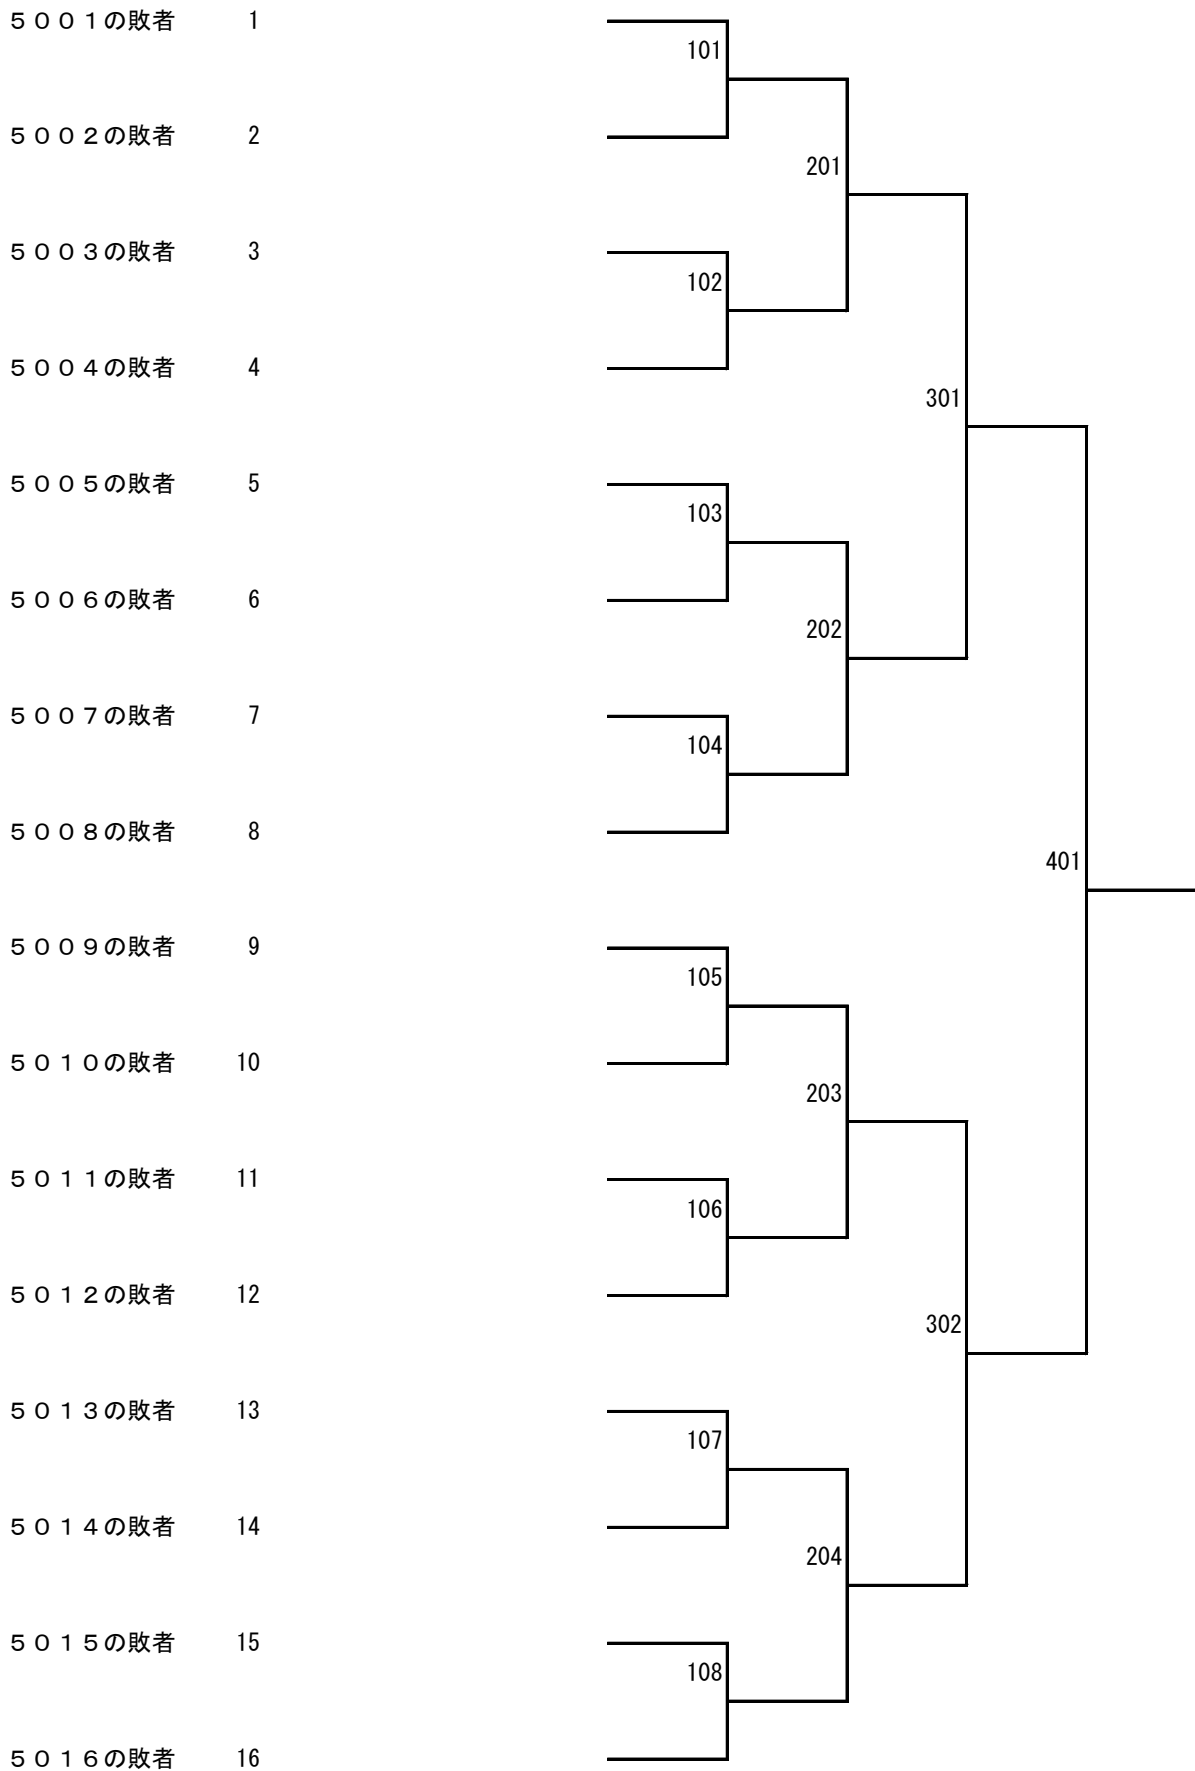 ５００１の敗者 1
101
５００２の敗者 2
201
５００３の敗者 3
102
５００４の敗者 4
301
５００５の敗者 5
103
５００６の敗者 6
202
５００７の敗者 7
104
５００８の敗者 8
401
５００９の敗者 9
105
５０１０の敗者 10
203
５０１１の敗者 11
106
５０１２の敗者 12
302
５０１３の敗者 13
107
５０１４の敗者 14
204
５０１５の敗者 15
108
５０１６の敗者 16